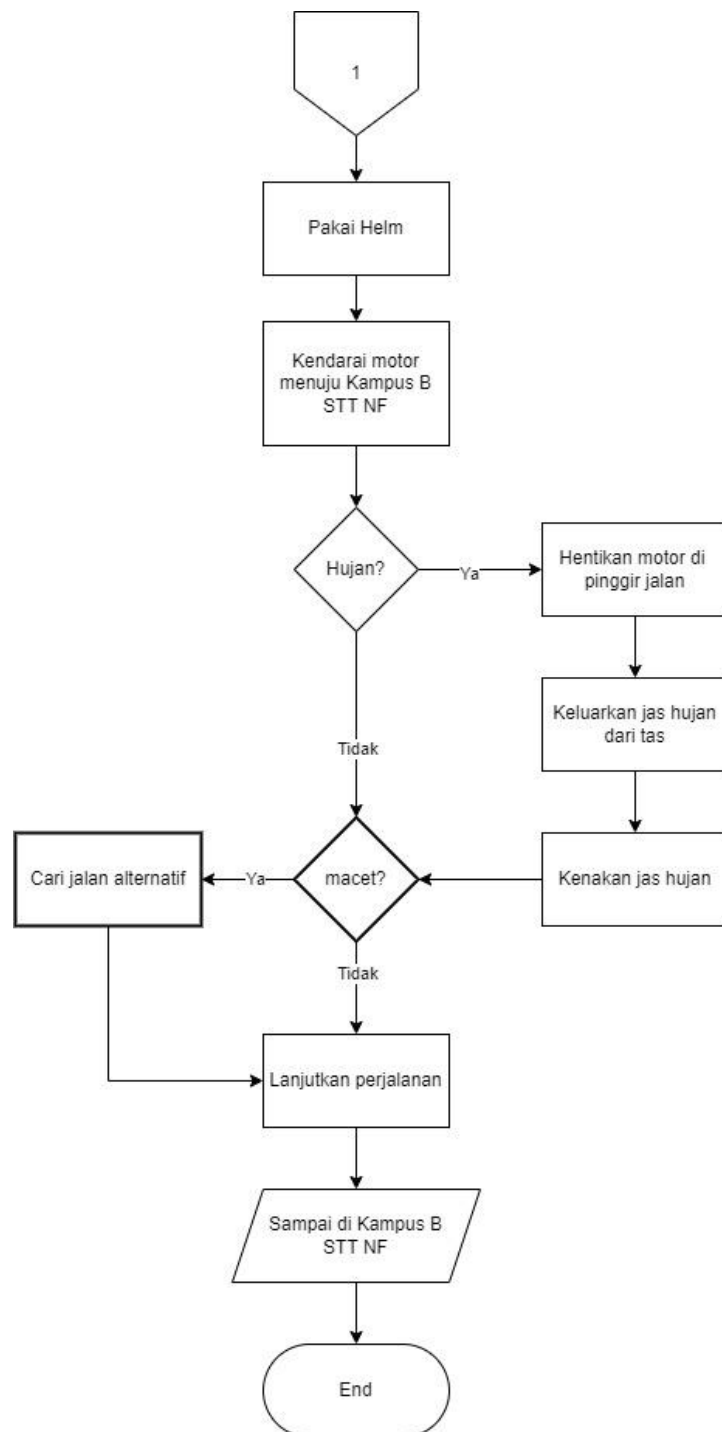 1
Pakai Helm
Kendarai motor
menuju Kampus B
STT NF
Hujan?
Ya
Hentikan motor di
pinggir jalan
Keluarkan jas hujan
dari tas
Tidak
Cari jalan alternatif
Ya
macet?
Kenakan jas hujan
Tidak
Lanjutkan perjalanan
Sampai di Kampus B
STT NF
End